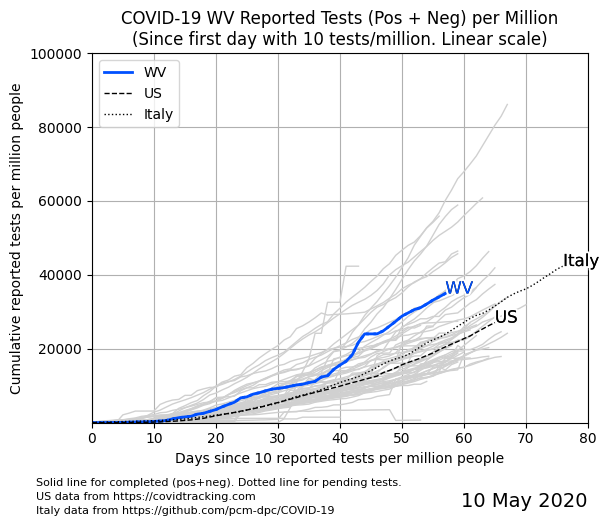 COVID-19 WV Reported Tests (Pos + Neg) per Million
(Since first day with 10 tests/million. Linear scale)
100000
80000
60000
40000
20000
Cumulative reported tests per million people
WV
US
Italy
Italy
WV
US
0 10 20 30 40 50 60 70 80
Days since 10 reported tests per million people
Solid line for completed (pos+neg). Dotted line for pending tests.
US data from https://covidtracking.com
Italy data from https://github.com/pcm-dpc/COVID-19
10 May 2020